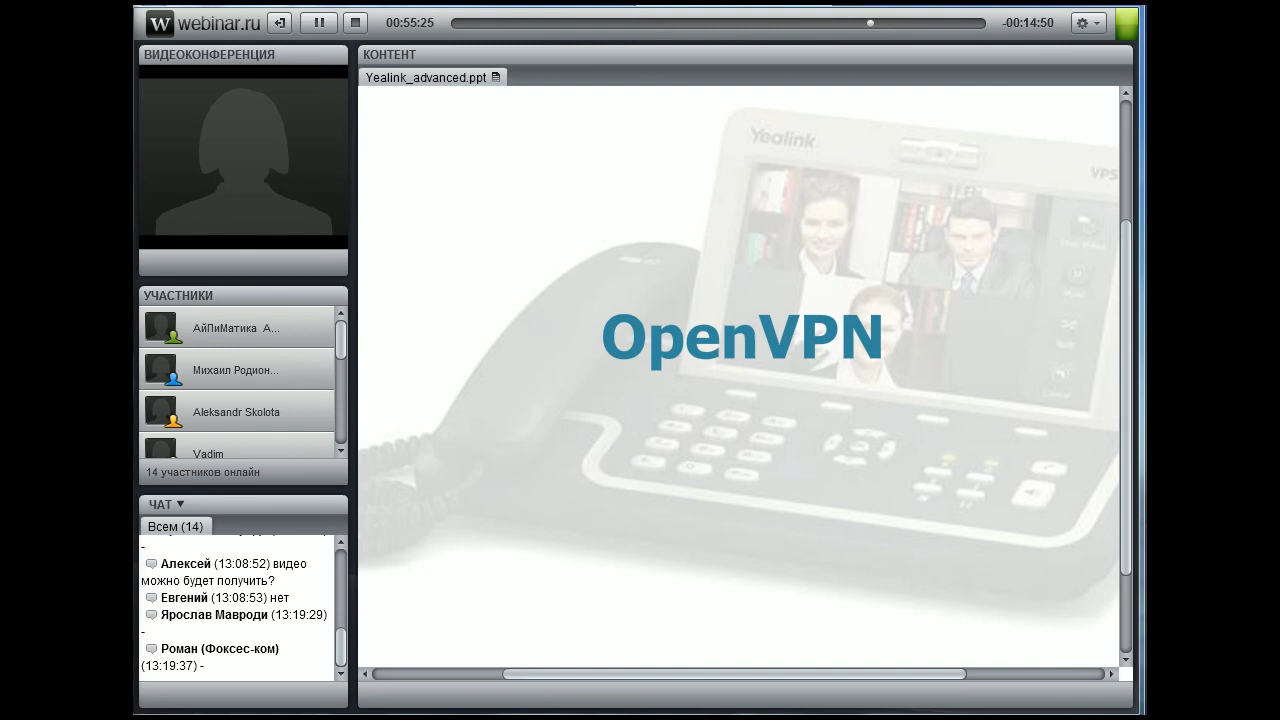 W webinar.ru
00:55:25
-00:14:50
ВИДЕОКОНФЕРЕНЦИЯ
УЧАСТНИКИ
АйПиМатика А...
Михаил Родион...
Aleksandr Skolota
Vadim
14 участников онлайн
ЧАТ
Всем (14)
-
Алексей (13:08:52) видео
можно будет получить?
Евгений (13:08:53) нет
Ярослав Мавроди (13:19:29)
-
Роман (Фоксес-ком)
(13:19:37) -
КОНТЕНТ
Yealink_advanced.ppt
Yealink
VP5
OpenVPN